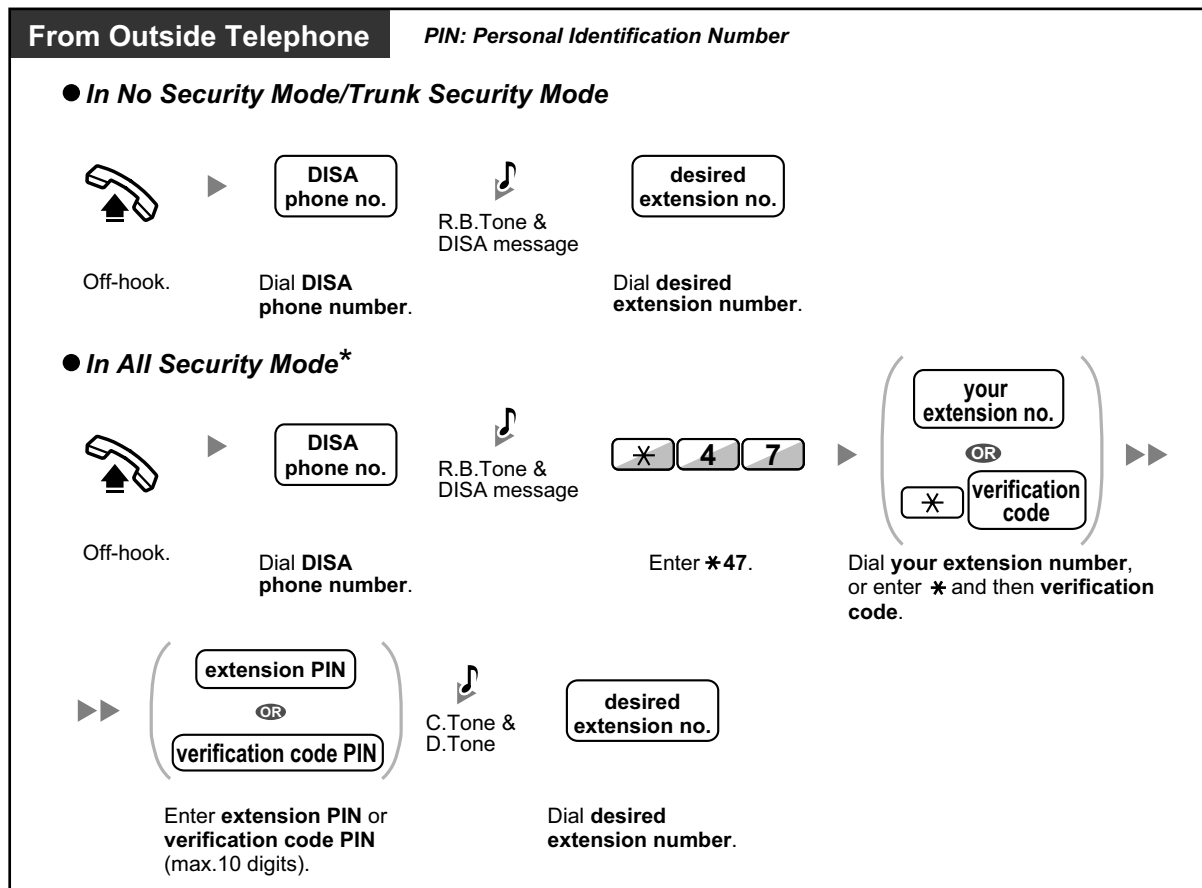 From Outside Telephone
PIN: Personal Identification Number
● In No Security Mode/Trunk Security Mode
DISA
phone no.
R.B.Tone &
DISA message
desired
extension no.
Off-hook.
Dial DISA
phone number.
Dial desired
extension number.
● In All Security Mode*
DISA
phone no.
R.B.Tone &
DISA message
* 4 7
your
extension no.
OR
* verification
code
Off-hook.
Dial DISA
phone number.
Enter *47.
Dial your extension number,
or enter * and then verification
code.
extension PIN
OR
verification code PIN
C.Tone &
D.Tone
desired
extension no.
Enter extension PIN or
verification code PIN
(max.10 digits).
Dial desired
extension number.